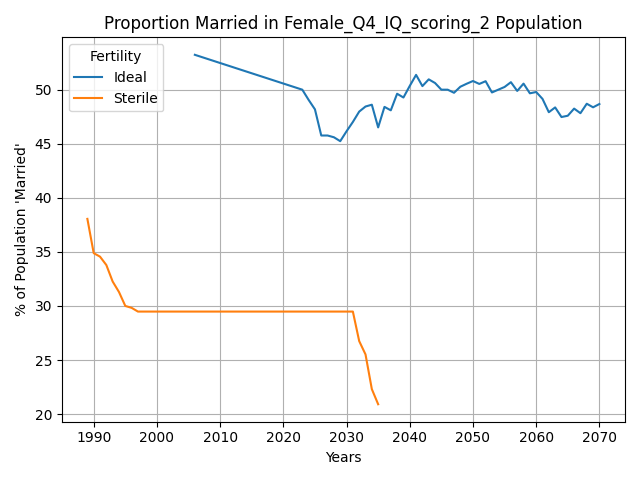 Proportion Married in Female_Q4_IQ_scoring_2 Population
Fertility
Ideal
Sterile
% of Population 'Married'
50
45
40
35
30
25
20
1990 2000 2010 2020 2030 2040 2050 2060 2070
Years